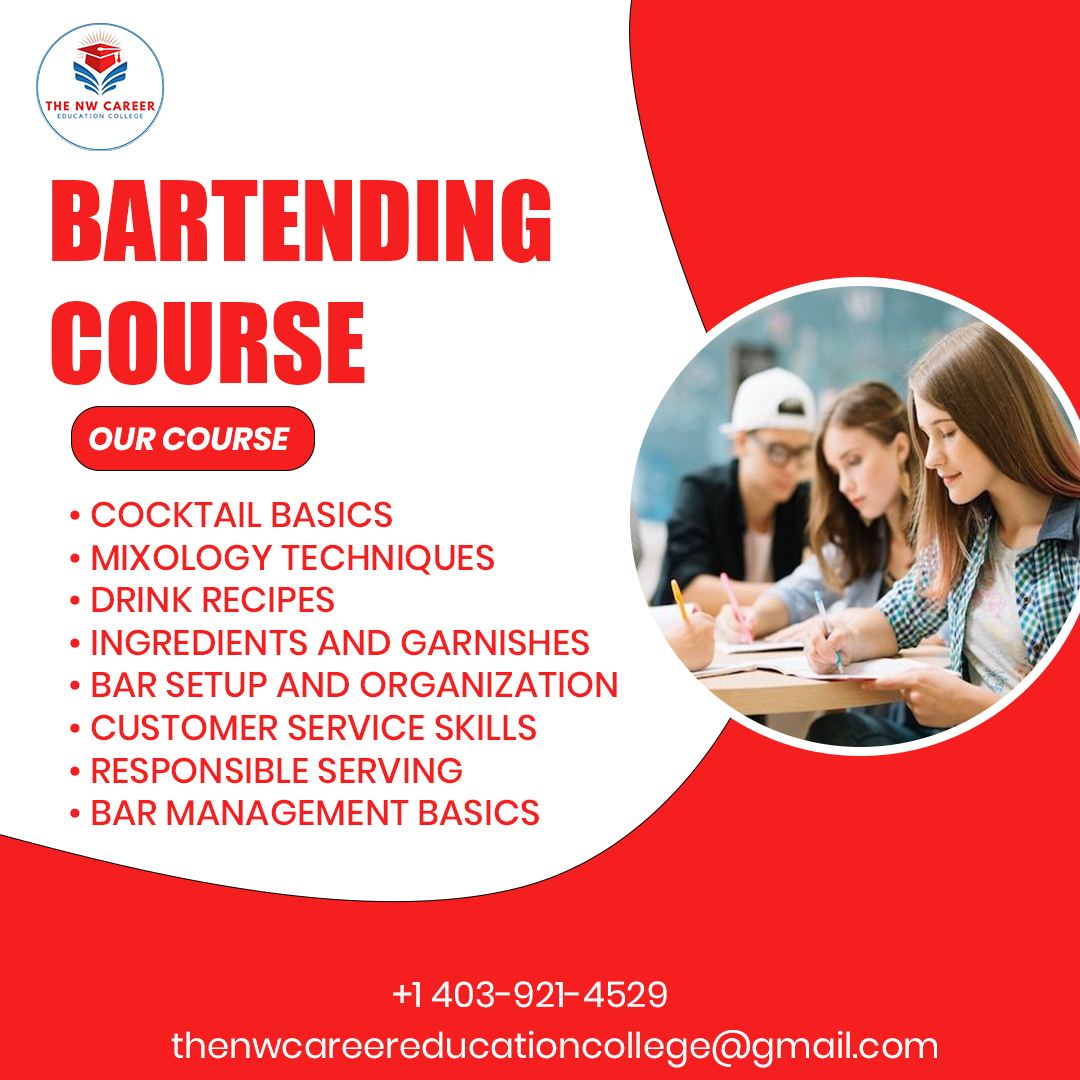 THE NW CAREER
EDUCATION COLLEGE
BARTENDING
COURSE
OUR COURSE
• COCKTAIL BASICS
• MIXOLOGY TECHNIQUES
• DRINK RECIPES
• INGREDIENTS AND GARNISHES
• BAR SETUP AND ORGANIZATION
• CUSTOMER SERVICE SKILLS
• RESPONSIBLE SERVING
• BAR MANAGEMENT BASICS
+1 403-921-4529
thenwcareereducationcollege@gmail.com